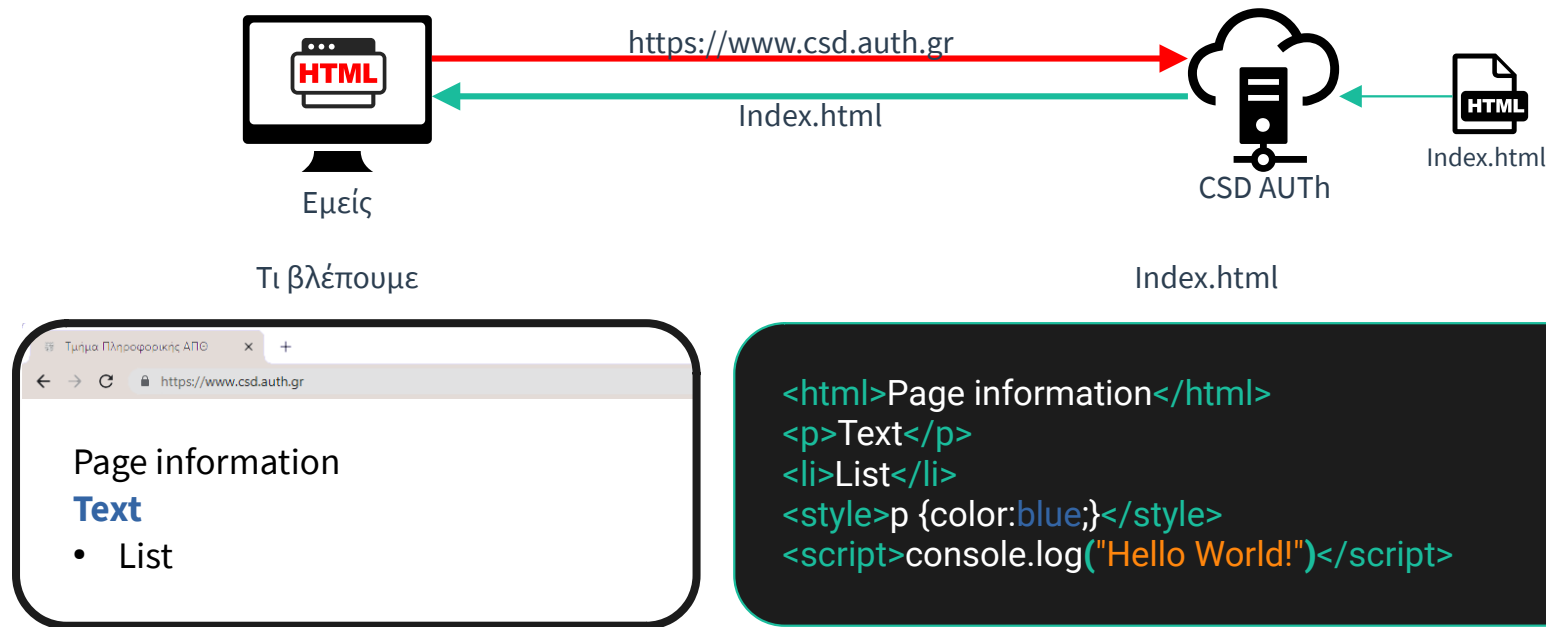 HTML
https://www.csd.auth.gr
Index.html
HTML
Index.html
Εμείς
CSD AUTh
Τι βλέπουμε
Index.html
Τμήμα Πληροφορικής ΑΠΘ
https://www.csd.auth.gr
Page information
Text
• List
<html>Page information</html>
<p>Text</p>
<li>List</li>
<style>p {color:blue;}</style>
<script>console.log("Hello World!")</script>